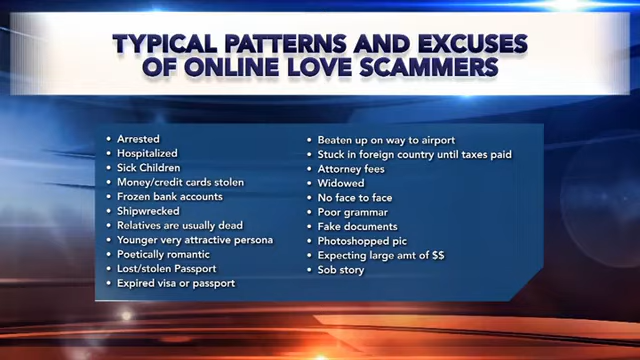 TYPICAL PATTERNS AND EXCUSES
OF ONLINE LOVE SCAMMERS
• Arrested
• Hospitalized
• Sick Children
• Money/credit cards stolen
• Frozen bank accounts
• Shipwrecked
• Relatives are usually dead
• Younger very attractive persona
• Poetically romantic
• Lost/stolen Passport
• Expired visa or passport
• Beaten up on way to airport
• Stuck in foreign country until taxes paid
• Attorney fees
• Widowed
• No face to face
• Poor grammar
• Fake documents
• Photoshopped pic
• Expecting large amt of $$
• Sob story